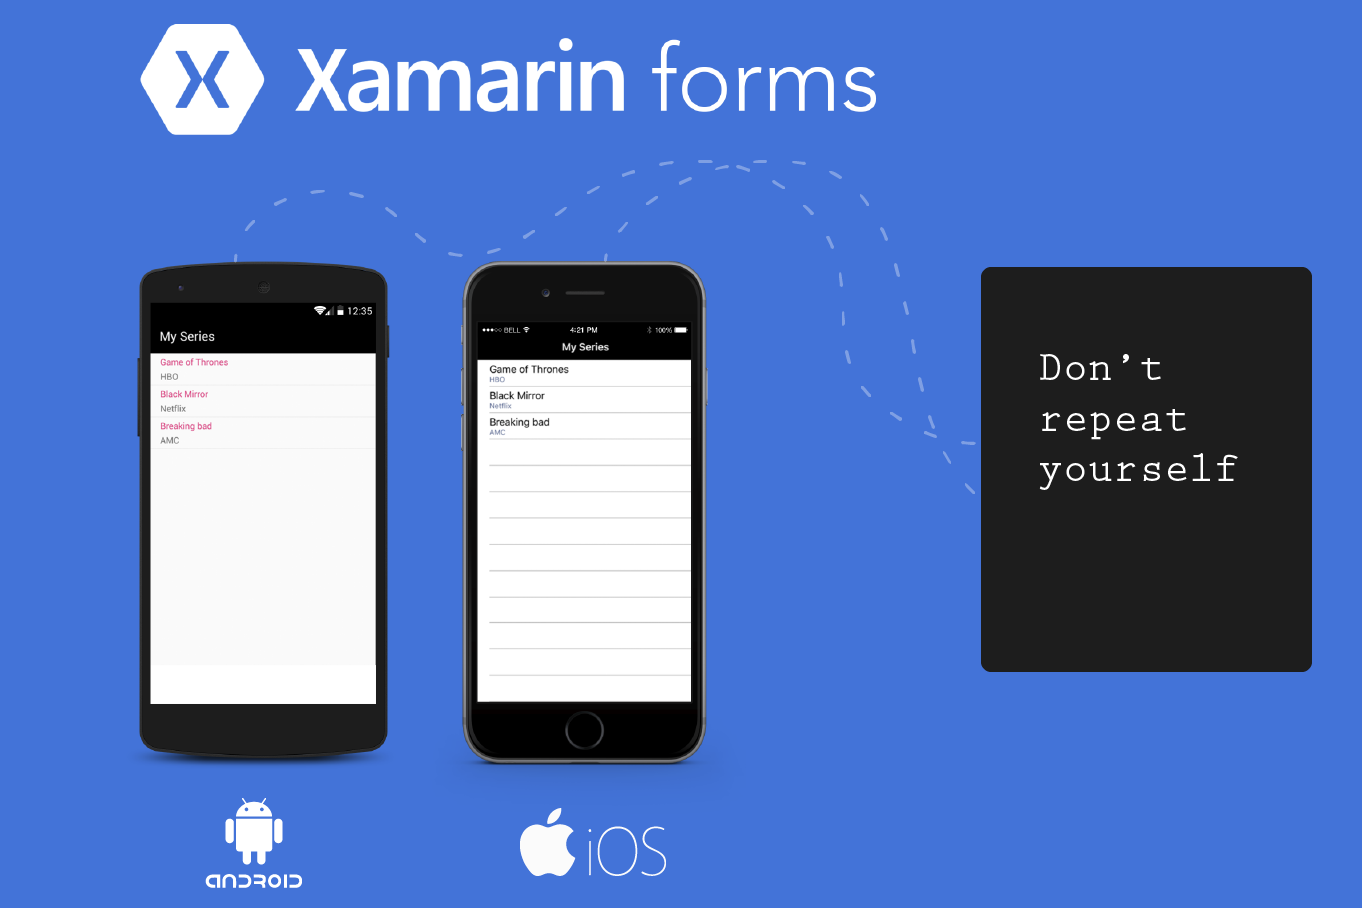 X Xamarin forms
12:35
My Series
Game of Thrones
HBO
Black Mirror
Netflix
Breaking bad
AMC
BELL 4:21 PM 100%
My Series
Game of Thrones
HBO
Black Mirror
Netflix
Breaking bad
AMC
Don't
repeat
yourself
ANDROID
iOS